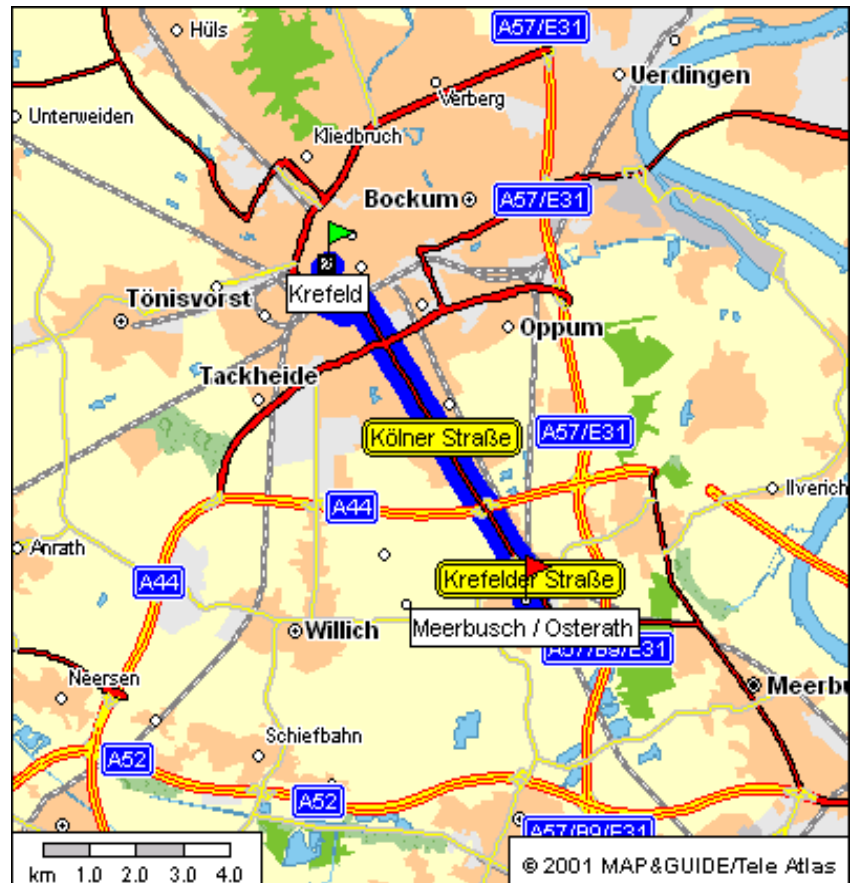 A57/E31
Hüls
Uerdingen
Verberg
Unterweiden
Kliedbruch
Bockum
A57/E31
Krefeld
Tönisvorst
Oppum
Tackheide
Kölner Straße
A57/E31
Ilverich
A44
Anrath
A44
Krefelder Straße
Meerbusch / Osterath
Willich
A57/B9/E31
Neersen
Meerbu
Schiefbahn
A52
A52
A57/B9/E31
km 1.0 2.0 3.0 4.0
© 2001 MAP&GUIDE/Tele Atlas